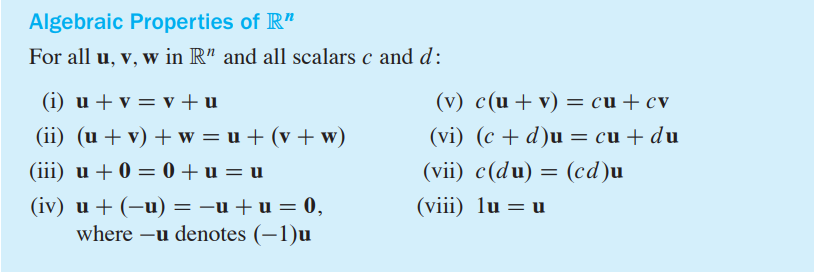 Algebraic Properties of ℝⁿ
For all u, v, w in ℝⁿ and all scalars c and d:
(i) u + v = v + u
(ii) (u + v) + w = u + (v + w)
(iii) u + 0 = 0 + u = u
(iv) u + (−u) = −u + u = 0,
where −u denotes (−1)u
(v) c(u + v) = cu + cv
(vi) (c + d)u = cu + du
(vii) c(du) = (cd)u
(viii) 1u = u